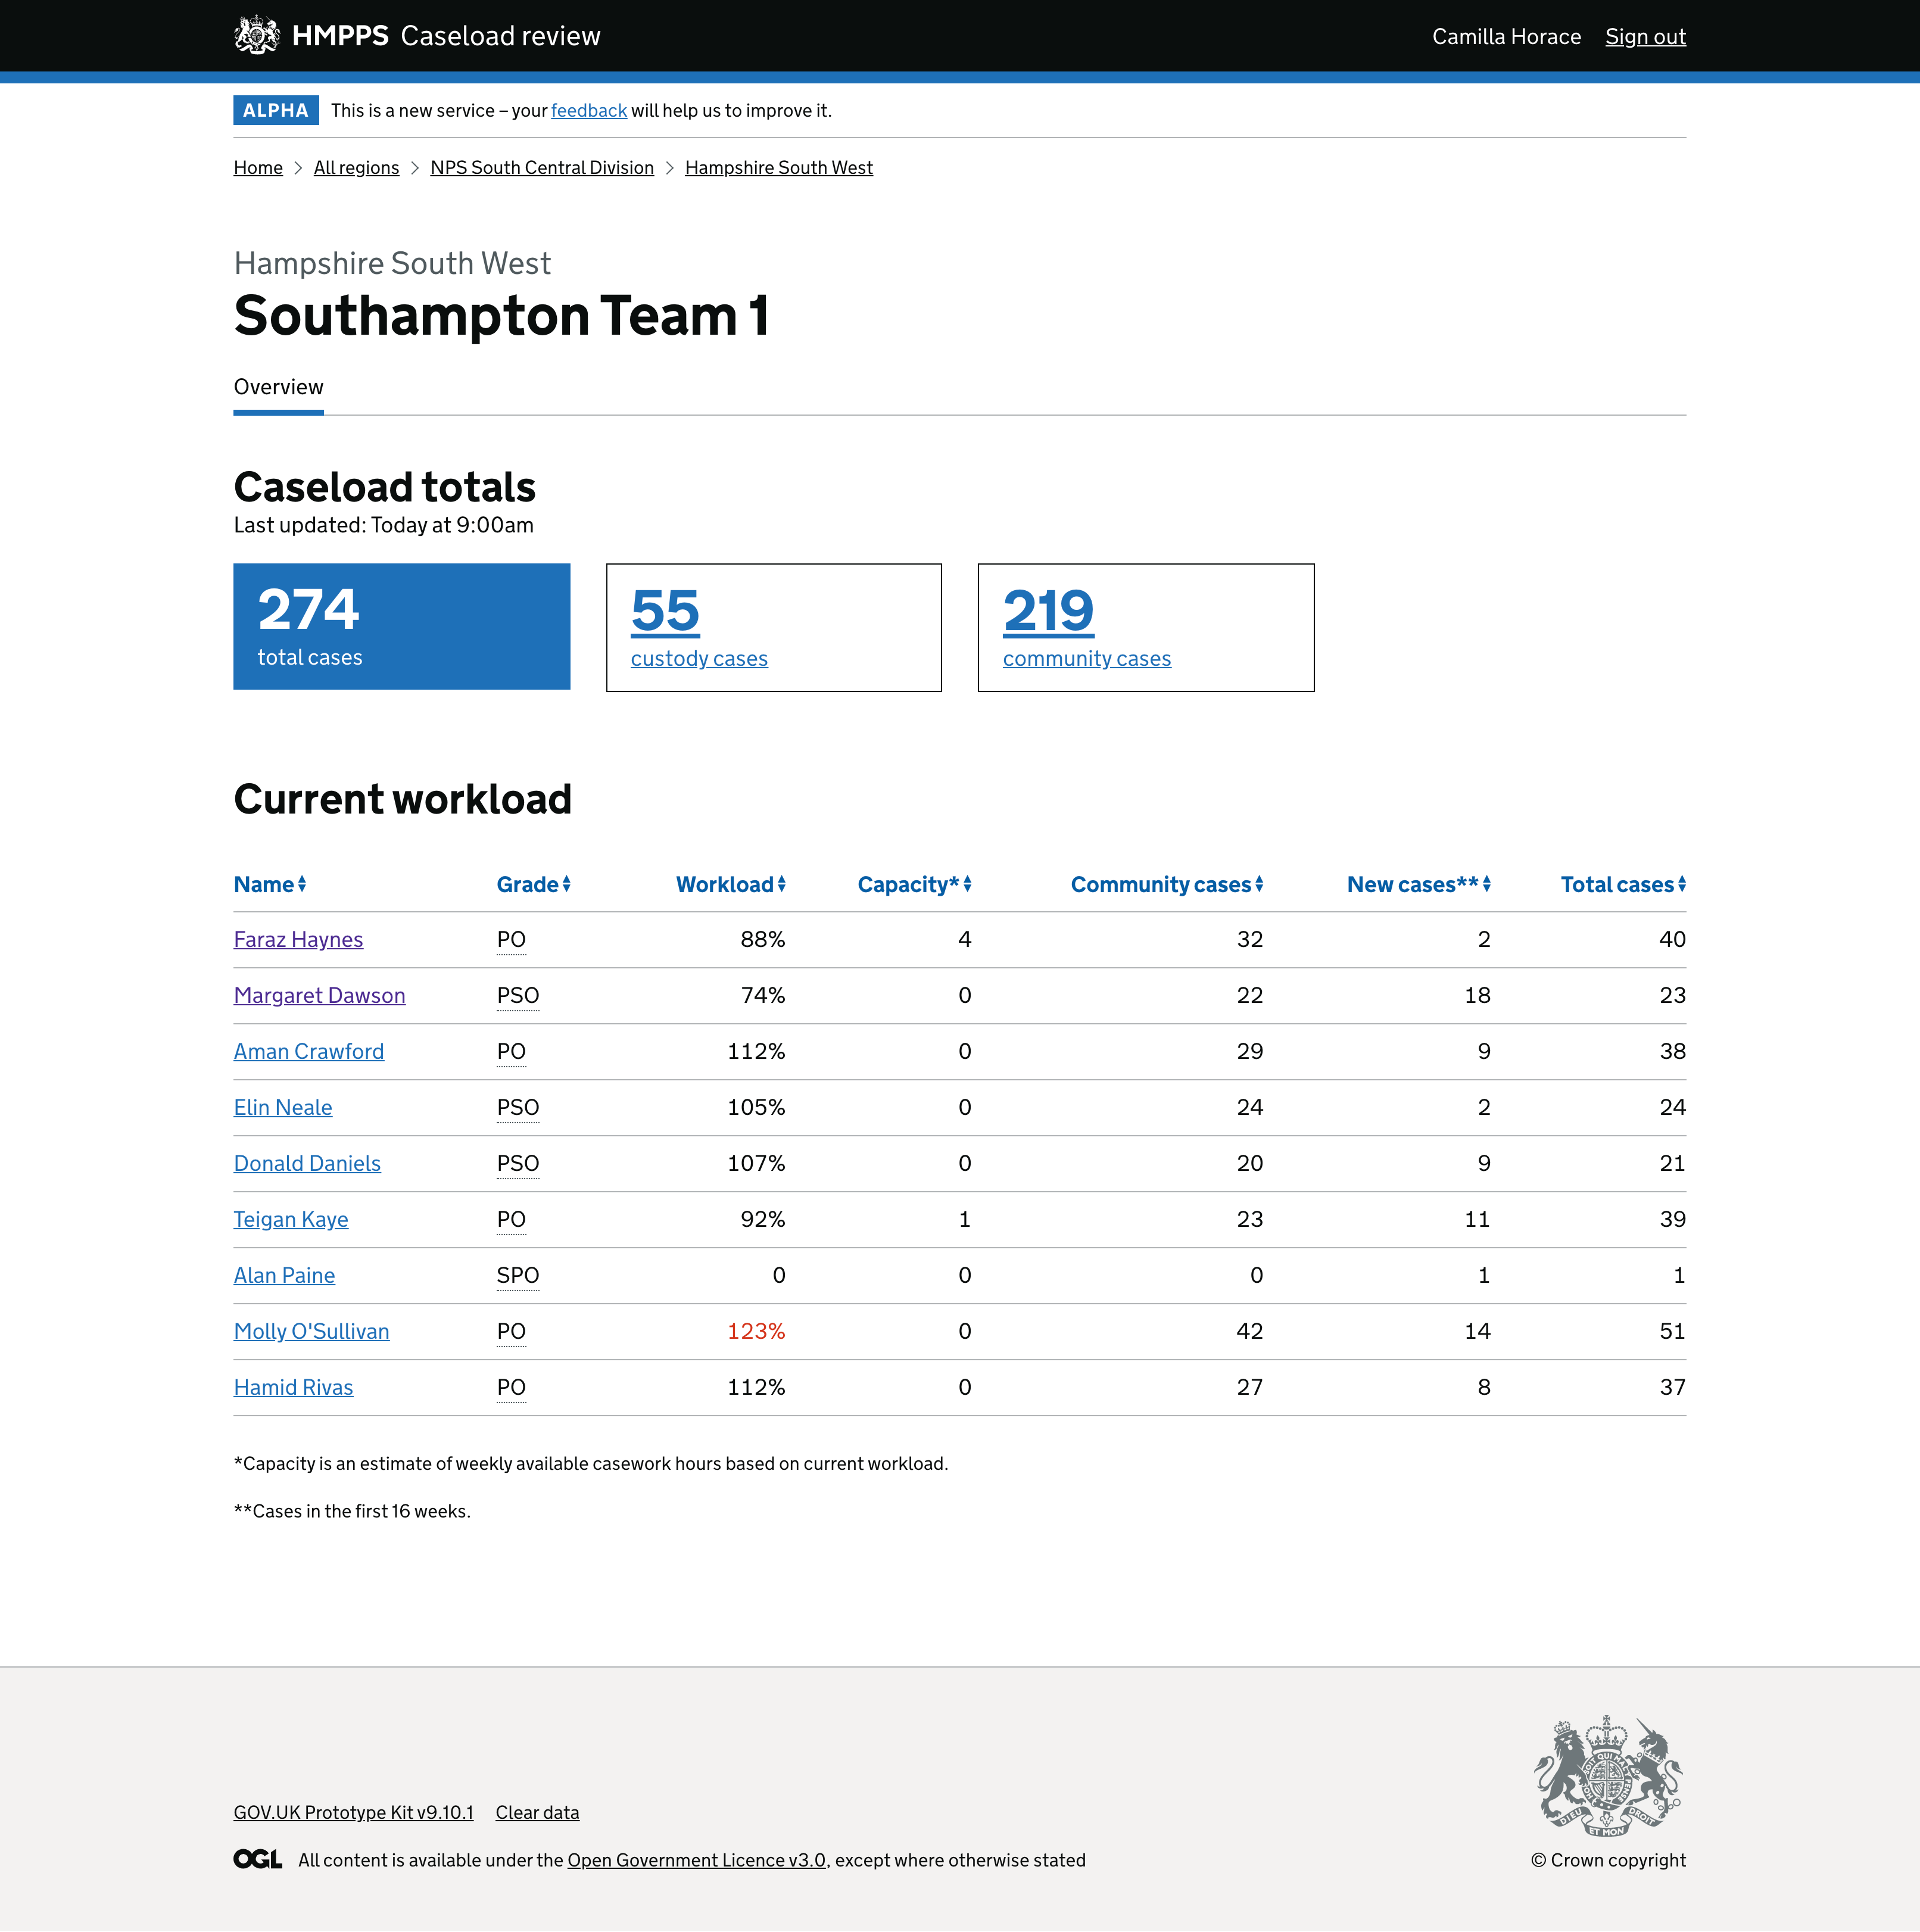 HMPPS Caseload review
Camilla Horace Sign out
ALPHA This is a new service – your feedback will help us to improve it.
Home > All regions > NPS South Central Division > Hampshire South West
Hampshire South West
Southampton Team 1
Overview
Caseload totals
Last updated: Today at 9:00am
274
total cases
55
custody cases
219
community cases
Current workload
Name Grade Workload Capacity* Community cases New cases** Total cases
Faraz Haynes PO 88% 4 32 2 40
Margaret Dawson PSO 74% 0 22 18 23
Aman Crawford PO 112% 0 29 9 38
Elin Neale PSO 105% 0 24 2 24
Donald Daniels PSO 107% 0 20 9 21
Teigan Kaye PO 92% 1 23 11 39
Alan Paine SPO 0 0 0 1 1
Molly O'Sullivan PO 123% 0 42 14 51
Hamid Rivas PO 112% 0 27 8 37
*Capacity is an estimate of weekly available casework hours based on current workload.
**Cases in the first 16 weeks.
GOV.UK Prototype Kit v9.10.1 Clear data
OGL All content is available under the Open Government Licence v3.0, except where otherwise stated
DIEU ET MON DROIT
© Crown copyright